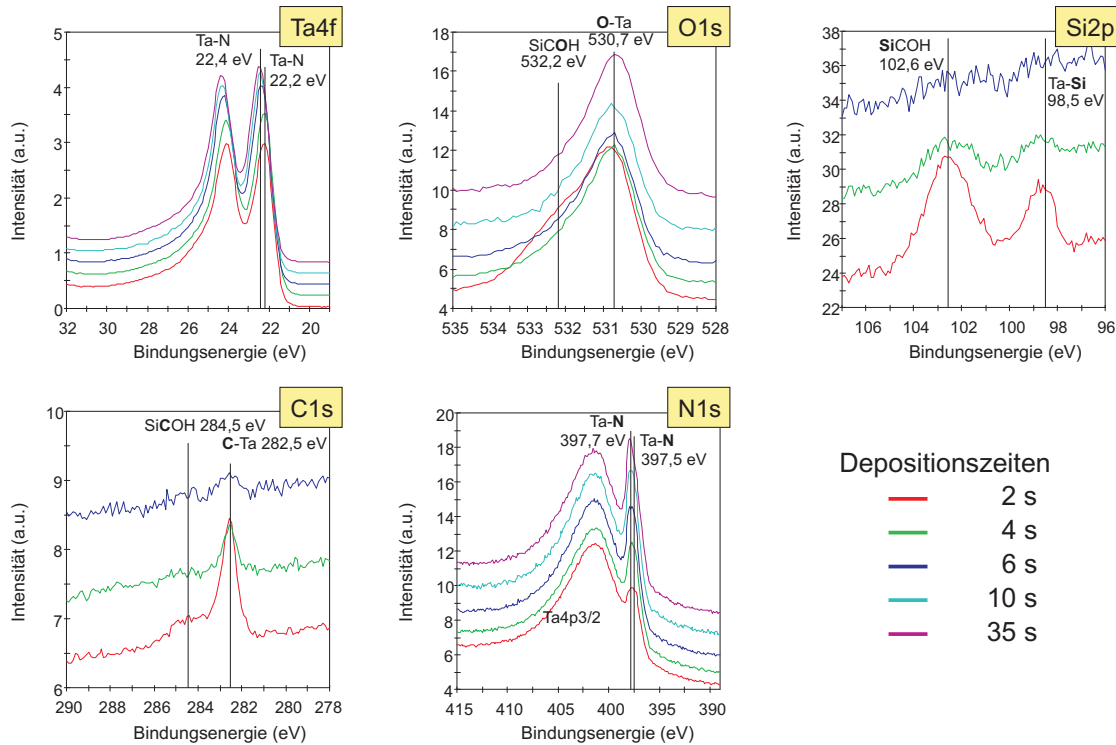 Ta4f
Ta-N
22,4 eV
Ta-N
22,2 eV
Intensität (a.u.)
5
4
3
2
1
0
32 30 28 26 24 22 20
Bindungsenergie (eV)
O1s
O-Ta
530,7 eV
SiCOH
532,2 eV
Intensität (a.u.)
18
16
14
12
10
8
6
4
535 534 533 532 531 530 529 528
Bindungsenergie (eV)
Si2p
SiCOH
102,6 eV
Ta-Si
98,5 eV
Intensität (a.u.)
38
36
34
32
30
28
26
24
22
106 104 102 100 98 96
Bindungsenergie (eV)
C1s
SiCOH 284,5 eV
C-Ta 282,5 eV
Intensität (a.u.)
10
9
8
7
6
290 288 286 284 282 280 278
Bindungsenergie (eV)
N1s
Ta-N
397,7 eV
Ta-N
397,5 eV
Ta4p3/2
Intensität (a.u.)
20
18
16
14
12
10
8
6
4
415 410 405 400 395 390
Bindungsenergie (eV)
Depositionszeiten
2 s
4 s
6 s
10 s
35 s